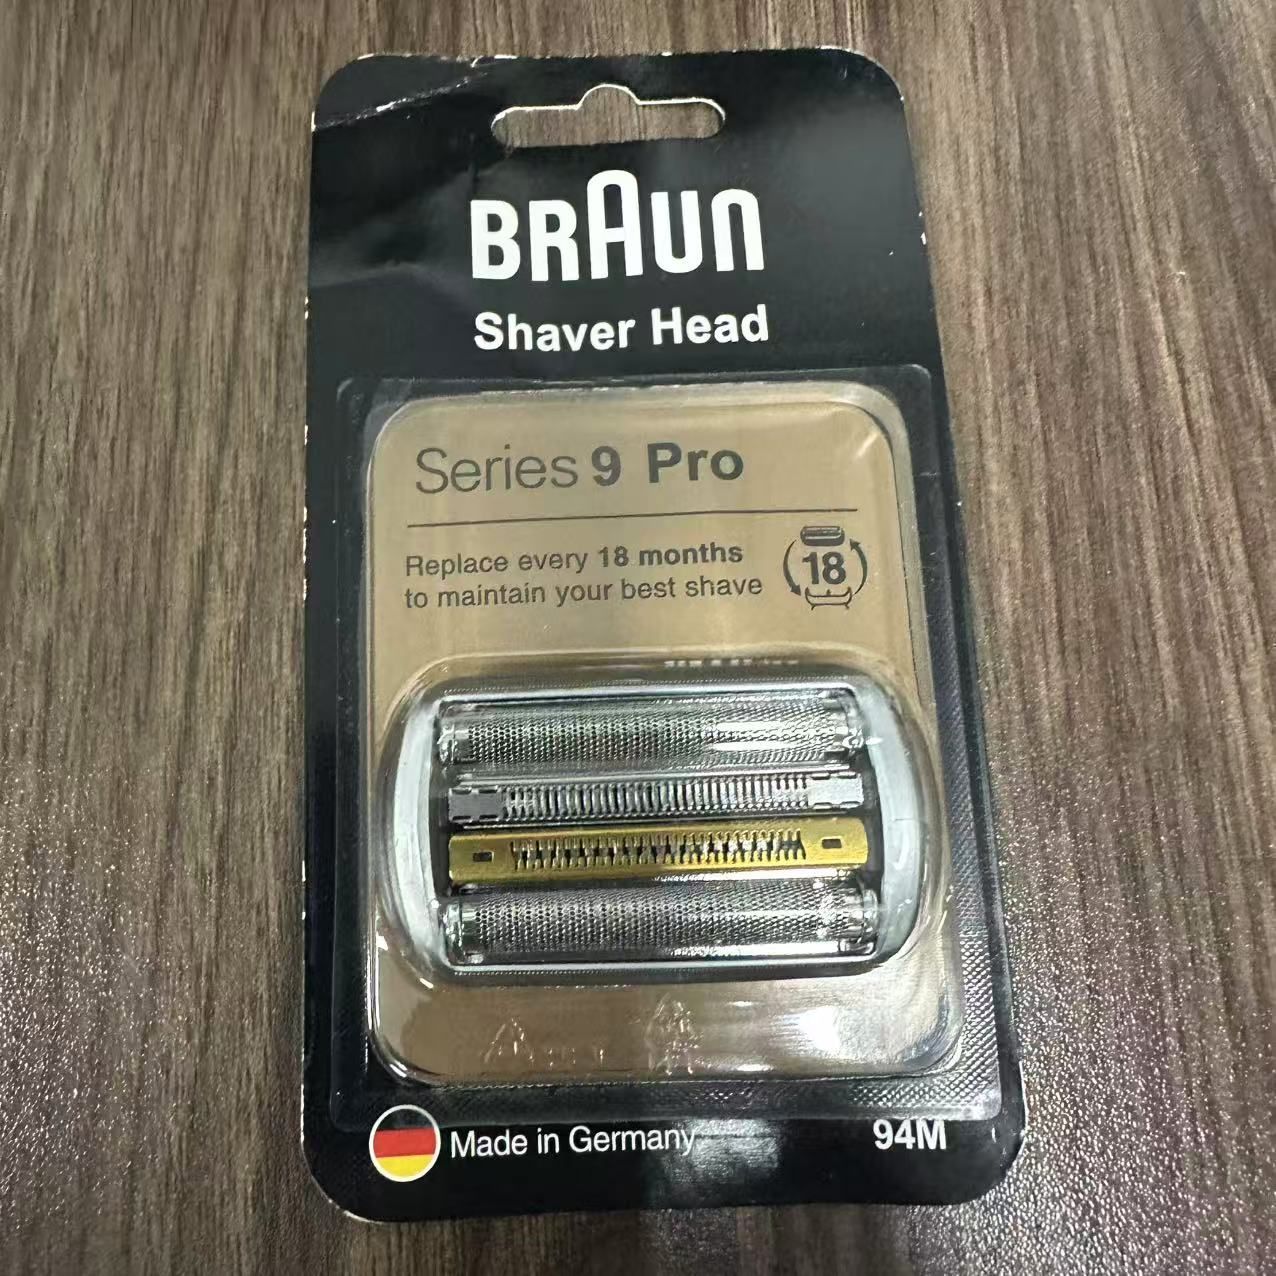 BRAUN
Shaver Head
Series 9 Pro
Replace every 18 months
to maintain your best shave
18
Made in Germany
94M